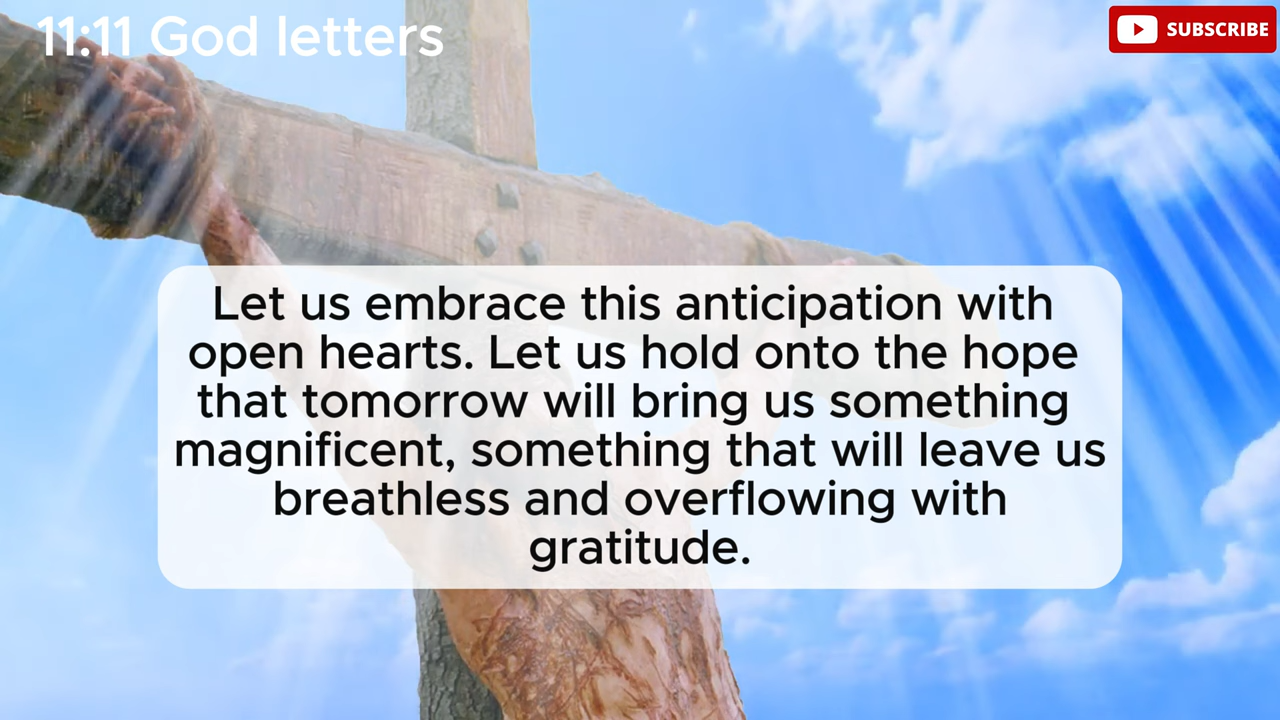 11:11 God letters
SUBSCRIBE
Let us embrace this anticipation with
open hearts. Let us hold onto the hope
that tomorrow will bring us something
magnificent, something that will leave us
breathless and overflowing with
gratitude.